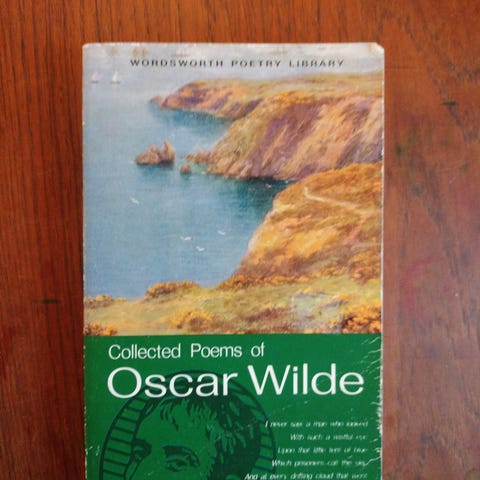 WORDSWORTH POETRY LIBRARY
Collected Poems of
Oscar Wilde
I never saw a man who looked
With such a wistful eye
Upon that little tent of blue
Which prisoners call the sky,
And at every drifting cloud that went